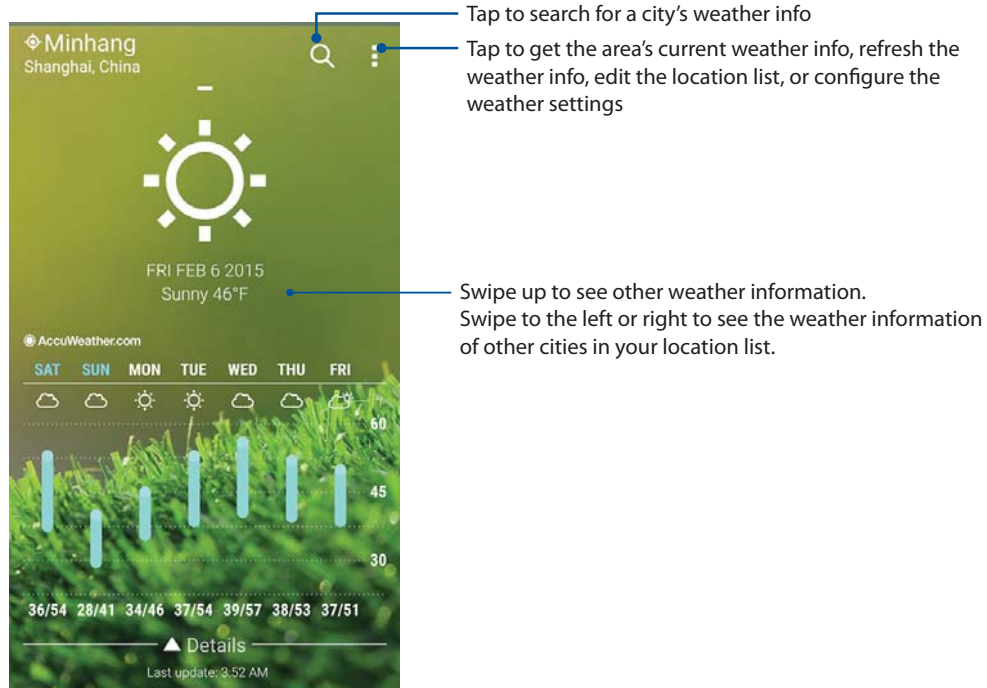 Tap to search for a city's weather info
Tap to get the area's current weather info, refresh the
weather info, edit the location list, or configure the
weather settings
Minhang
Shanghai, China
FRI FEB 6 2015
Sunny 46°F
Swipe up to see other weather information.
Swipe to the left or right to see the weather information
of other cities in your location list.
AccuWeather.com
SAT SUN MON TUE WED THU FRI
60
45
30
36/54 28/41 34/46 37/54 39/57 38/53 37/51
Details
Last update: 3:52 AM